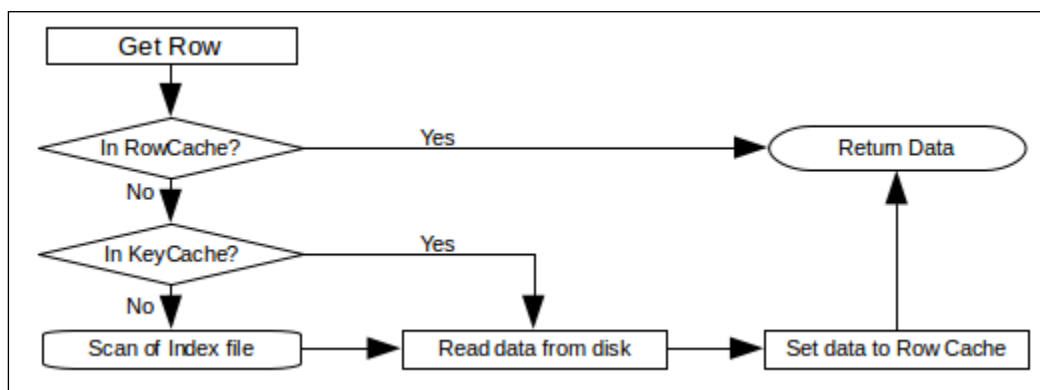 Get Row
In RowCache?
Yes
Return Data
No
In KeyCache?
Yes
No
Scan of Index file
Read data from disk
Set data to Row Cache